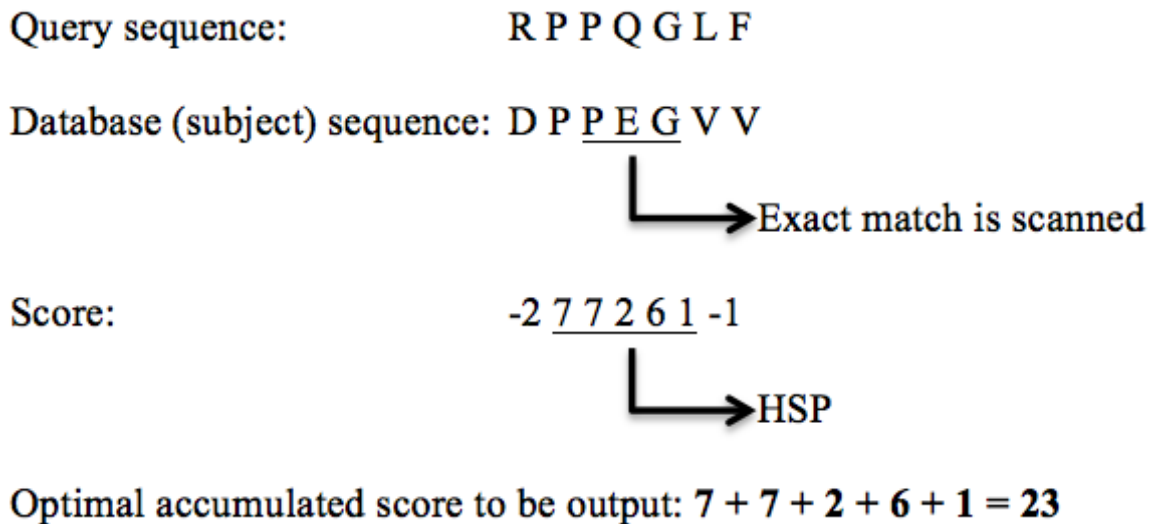 Query sequence: R P P Q G L F
Database (subject) sequence: D P P E G V V
Exact match is scanned
Score: -2 7 7 2 6 1 -1
HSP
Optimal accumulated score to be output: 7 + 7 + 2 + 6 + 1 = 23